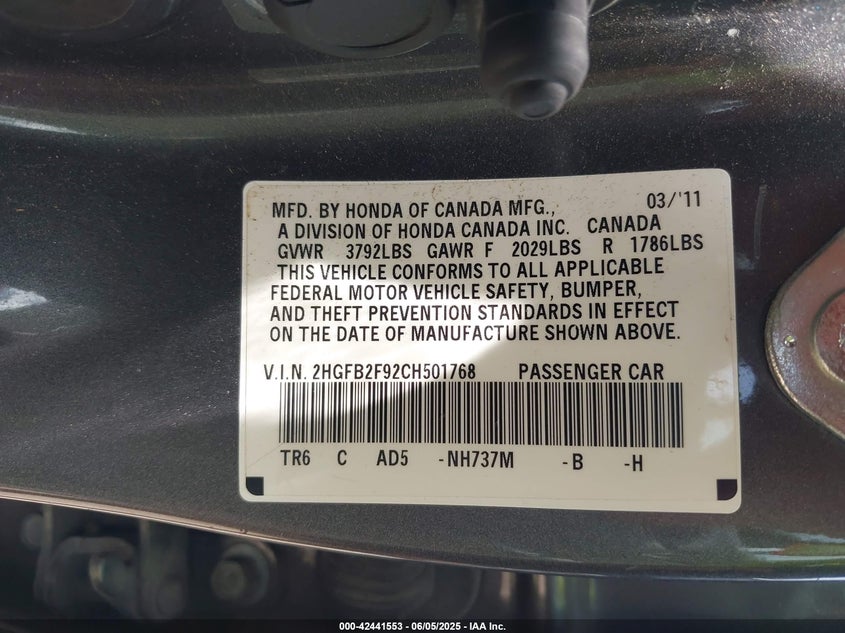 MFD. BY HONDA OF CANADA MFG., 03/'11
A DIVISION OF HONDA CANADA INC. CANADA
GVWR 3792LBS GAWR F 2029LBS R 1786LBS
THIS VEHICLE CONFORMS TO ALL APPLICABLE
FEDERAL MOTOR VEHICLE SAFETY, BUMPER,
AND THEFT PREVENTION STANDARDS IN EFFECT
ON THE DATE OF MANUFACTURE SHOWN ABOVE.
V.I.N. 2HGFB2F92CH501768 PASSENGER CAR
TR6 C AD5 -NH737M -B -H
000-42441553 - 06/05/2025 - IAA Inc.